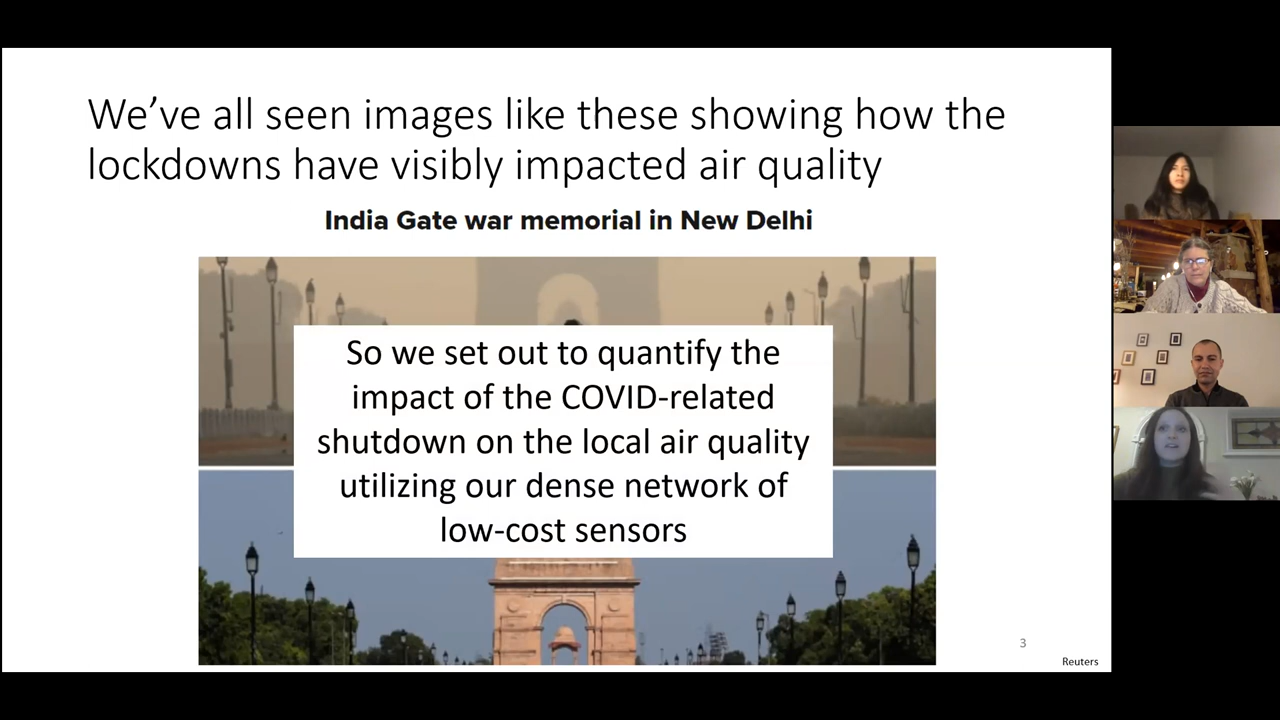 We’ve all seen images like these showing how the
lockdowns have visibly impacted air quality
India Gate war memorial in New Delhi
So we set out to quantify the
impact of the COVID-related
shutdown on the local air quality
utilizing our dense network of
low-cost sensors
3
Reuters